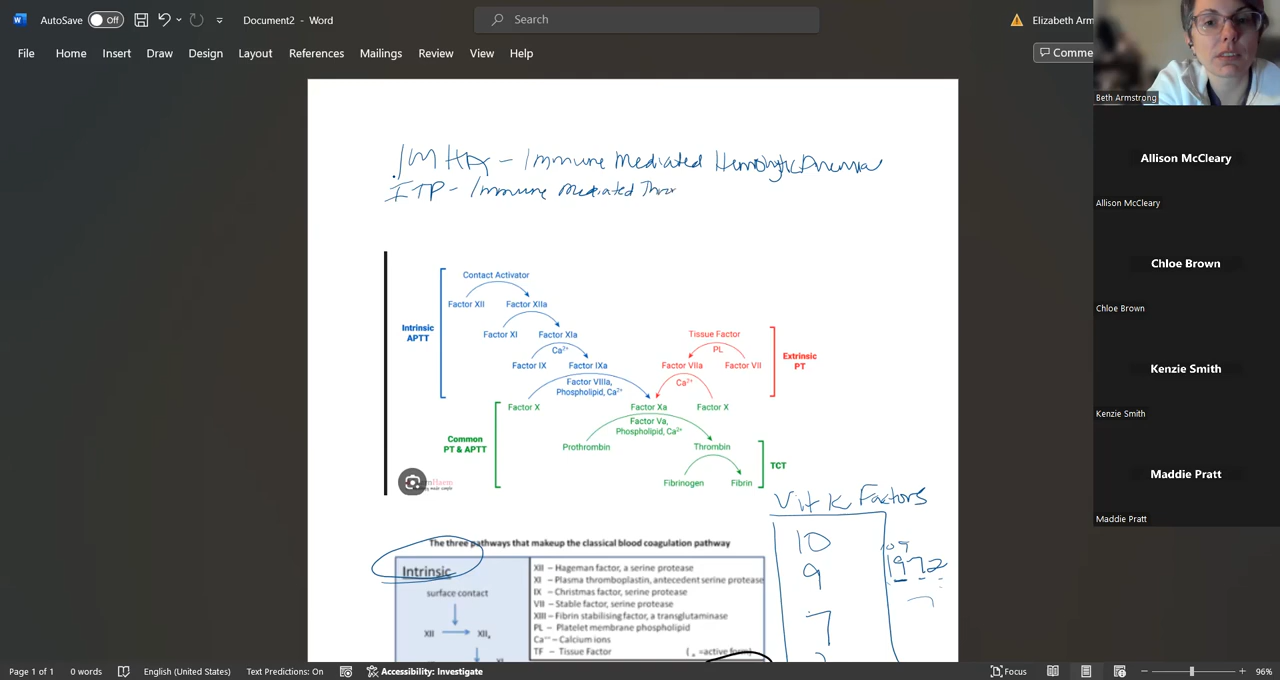 AutoSave Off Document2 - Word Search Elizabeth Arm
File Home Insert Draw Design Layout References Mailings Review View Help Comme
Beth Armstrong
Allison McCleary
Allison McCleary
Chloe Brown
Chloe Brown
Kenzie Smith
Kenzie Smith
Maddie Pratt
Maddie Pratt
IMHA - Immune Mediated Hemolytic Anemia
ITP - Immune Mediated Thro
Contact Activator
Factor XII Factor XIIa
Intrinsic
APTT
Factor XI Factor XIa
Ca2+
Factor IX Factor IXa
Factor VIIIa,
Phospholipid, Ca2+
Tissue Factor
PL
Factor VIIa Factor VII
Ca2+
Extrinsic
PT
Factor X Factor Xa Factor X
Factor Va,
Phospholipid, Ca2+
Common
PT & APTT
Prothrombin Thrombin
TCT
Fibrinogen Fibrin
Vit K Factors
10
9
7
1972
The three pathways that makeup the classical blood coagulation pathway
Intrinsic
surface contact
XII XIIa
XII – Hageman factor, a serine protease
XI – Plasma thromboplastin, antecedent serine protease
IX – Christmas factor, serine protease
VII – Stable factor, serine protease
XIII – Fibrin stabilising factor, a transglutaminase
PL – Platelet membrane phospholipid
Ca++ – Calcium ions
TF – Tissue Factor (a =active form)
Page 1 of 1 0 words English (United States) Text Predictions: On Accessibility: Investigate Focus 96%